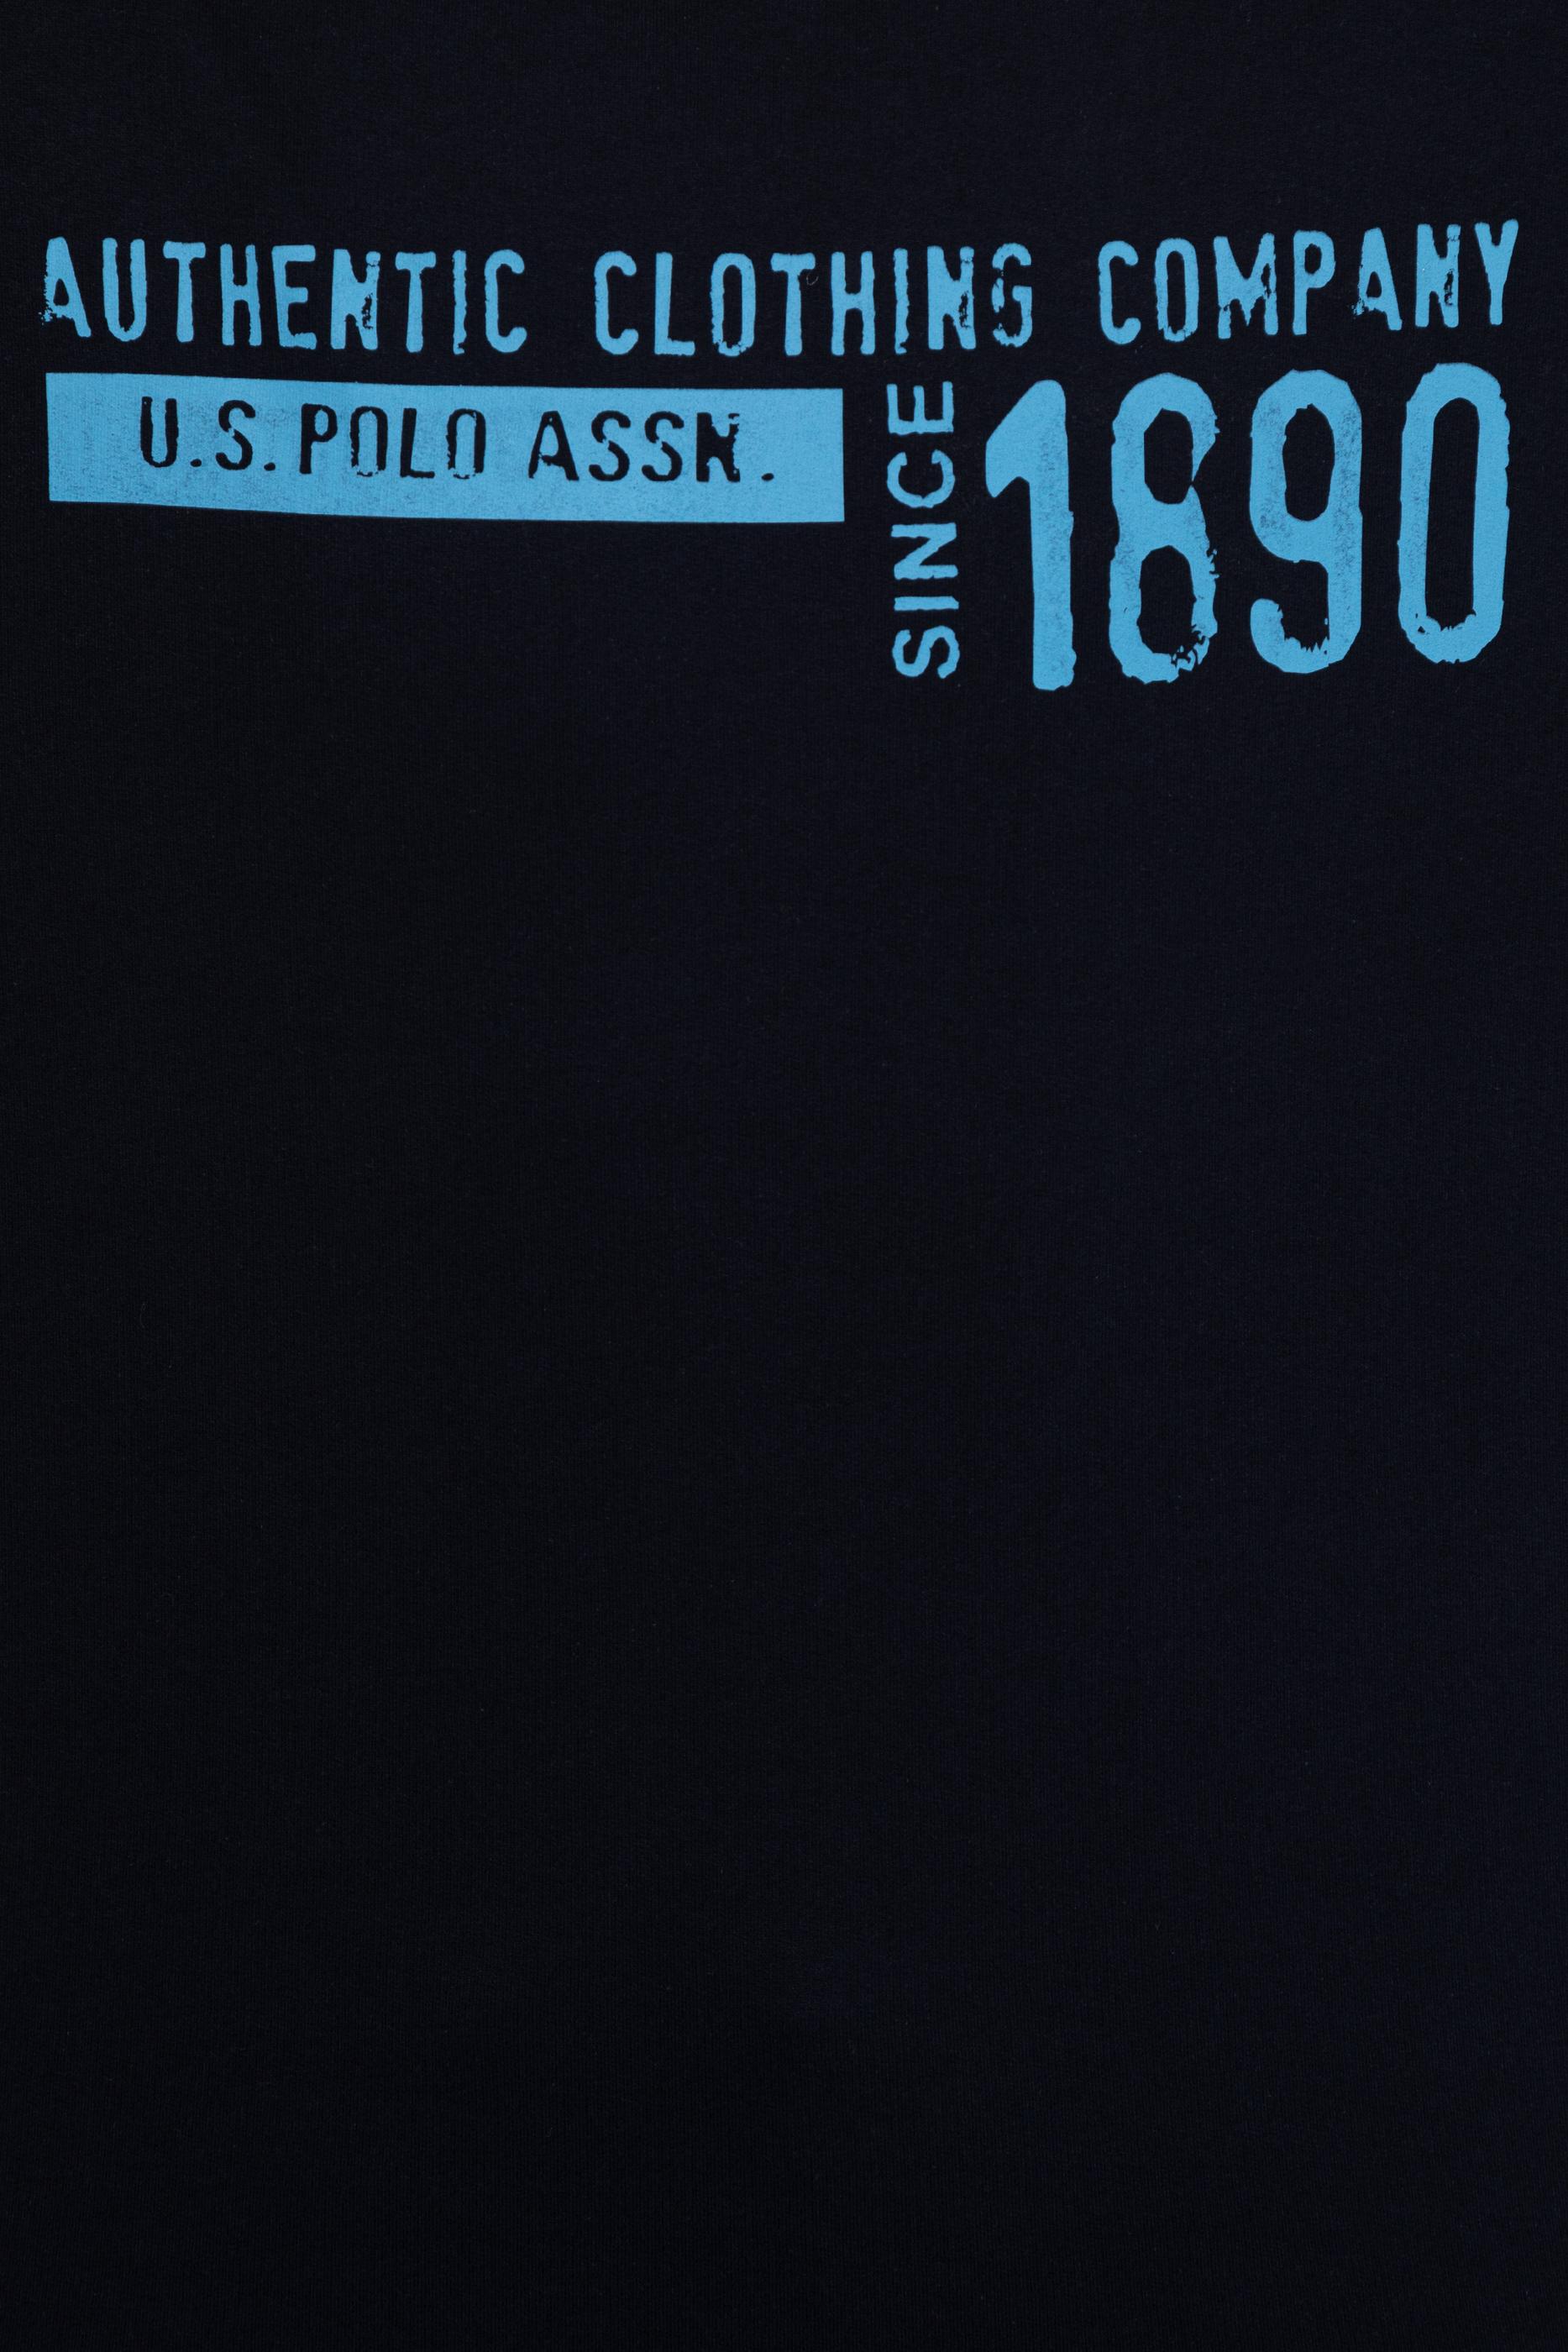 AUTHENTIC CLOTHING COMPANY
U.S. POLO ASSN.
SINCE
1890